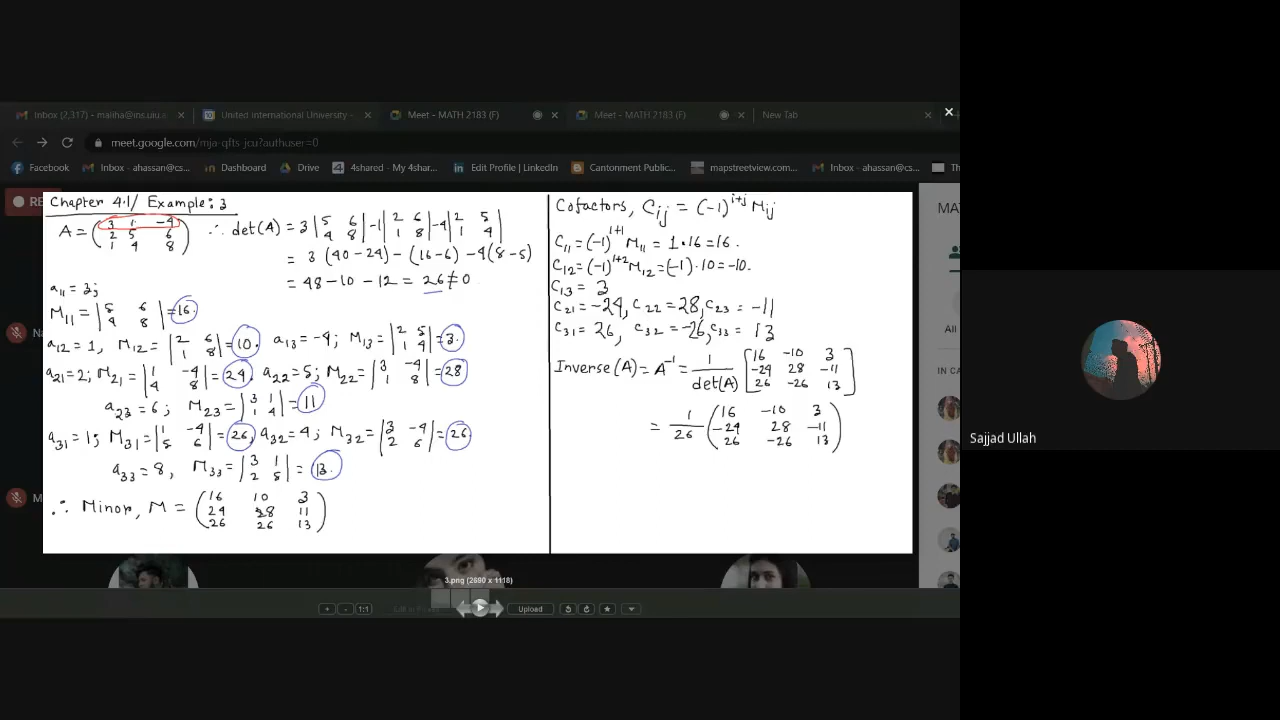 Inbox (2,317) - maliha@ins.uiu.a
United International University -
Meet - MATH 2183 (F)
Meet - MATH 2183 (F)
New Tab
meet.google.com/mja-qfts-jcu?authuser=0
Facebook
Inbox - ahassan@cs...
Dashboard
Drive
4shared - My 4shar...
Edit Profile | LinkedIn
Cantonment Public...
mapstreetview.com...
Inbox - ahassan@cs...
Th
RE
Chapter 4.1/ Example: 3
A = (3 1 -4
2 5 6
1 4 8)
∴ det(A) = 3 |5 6
4 8| -1 |2 6
1 8| -4 |2 5
1 4|
= 3 (40-24) - (16-6) -4(8-5)
= 48-10-12 = 26 ≠ 0
a11 = 3;
M11 = |5 6
4 8| = 16.
a12 = 1, M12 = |2 6
1 8| = 10. a13 = -4; M13 = |2 5
1 4| = 3.
a21 = 2; M21 = |1 -4
4 8| = 24. a22 = 5; M22 = |3 -4
1 8| = 28
a23 = 6; M23 = |3 1
1 4| = 11
a31 = 1; M31 = |1 -4
5 6| = 26, a32 = 4; M32 = |3 -4
2 6| = 26.
a33 = 8, M33 = |3 1
2 5| = 13.
∴ Minor, M = (16 10 3
24 28 11
26 26 13)
Cofactors, Cij = (-1)^i+j Mij
C11 = (-1)^1+1 M11 = 1·16 = 16.
C12 = (-1)^1+2 M12 = (-1)·10 = -10.
C13 = 3
C21 = -24, C22 = 28, C23 = -11
C31 = 26, C32 = -26, C33 = 13
Inverse (A) = A^-1 = 1/det(A) [16 -10 3
-24 28 -11
26 -26 13]
= 1/26 (16 -10 3
-24 28 -11
26 -26 13)
MA
All
IN CA
Sajjad Ullah
3.png (2690 x 1118)
1:1
Upload